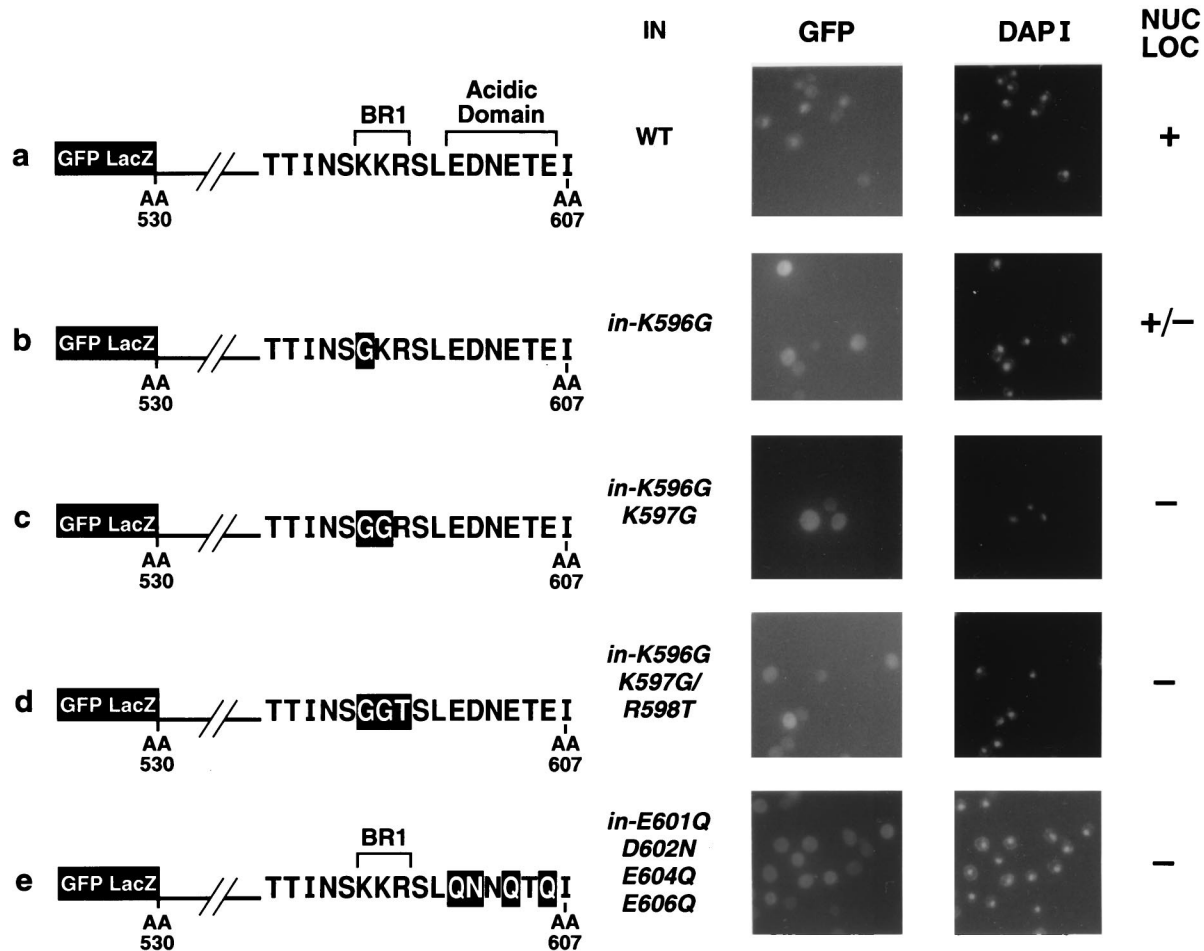 IN GFP DAPI NUC
LOC
a GFP LacZ TTINSKKRSLEDNETEI WT +
BR1 Acidic
Domain
AA
530
AA
607
b GFP LacZ TTINSGKRSLEDNETEI in-K596G +/−
AA
530
AA
607
c GFP LacZ TTINSGGRSLEDNETEI in-K596G
K597G −
AA
530
AA
607
d GFP LacZ TTINSGGTSLEDNETEI in-K596G
K597G/
R598T −
AA
530
AA
607
BR1
e GFP LacZ TTINSKKRSLQNNQTQI in-E601Q
D602N
E604Q
E606Q −
AA
530
AA
607